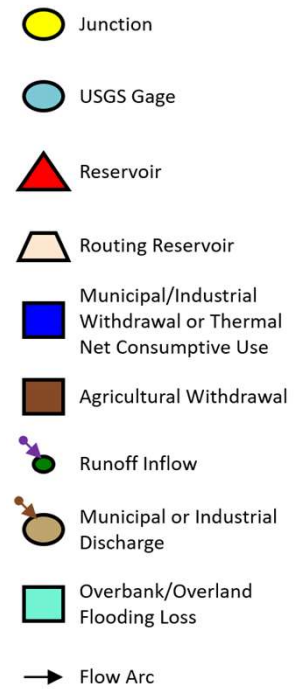 Junction
USGS Gage
Reservoir
Routing Reservoir
Municipal/Industrial
Withdrawal or Thermal
Net Consumptive Use
Agricultural Withdrawal
Runoff Inflow
Municipal or Industrial
Discharge
Overbank/Overland
Flooding Loss
Flow Arc